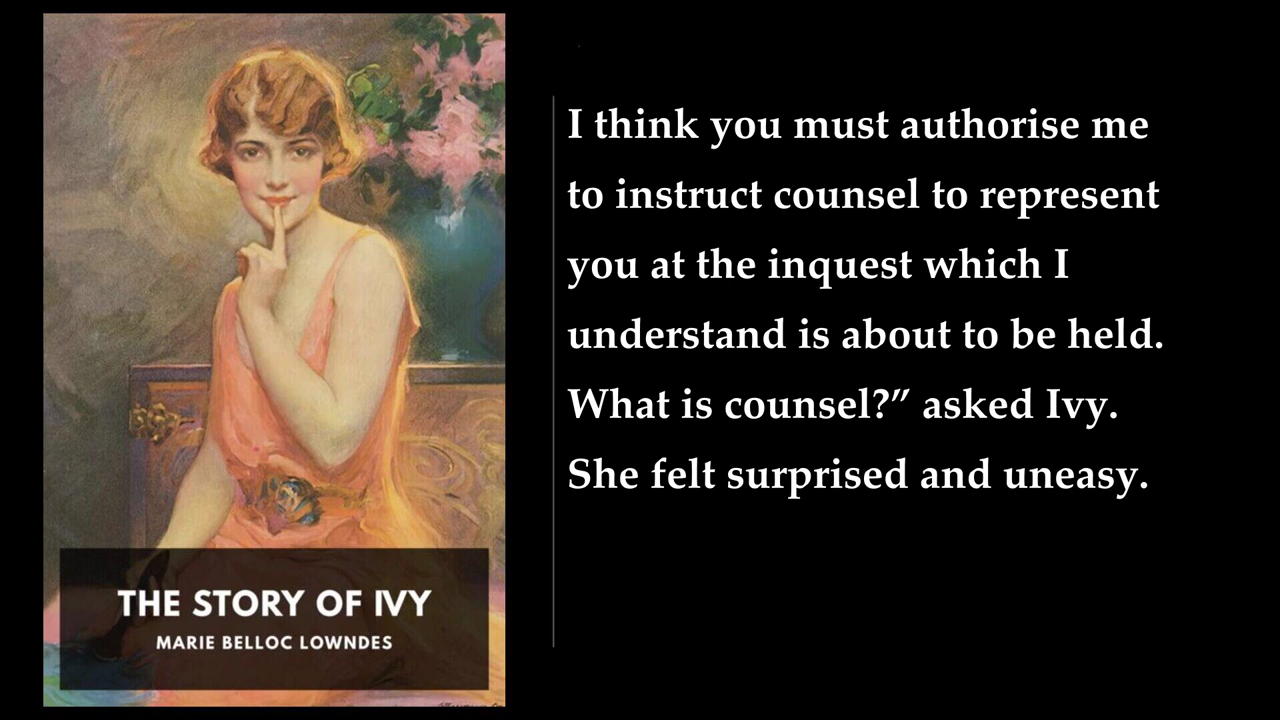 THE STORY OF IVY
MARIE BELLOC LOWNDES
I think you must authorise me
to instruct counsel to represent
you at the inquest which I
understand is about to be held.
What is counsel?” asked Ivy.
She felt surprised and uneasy.